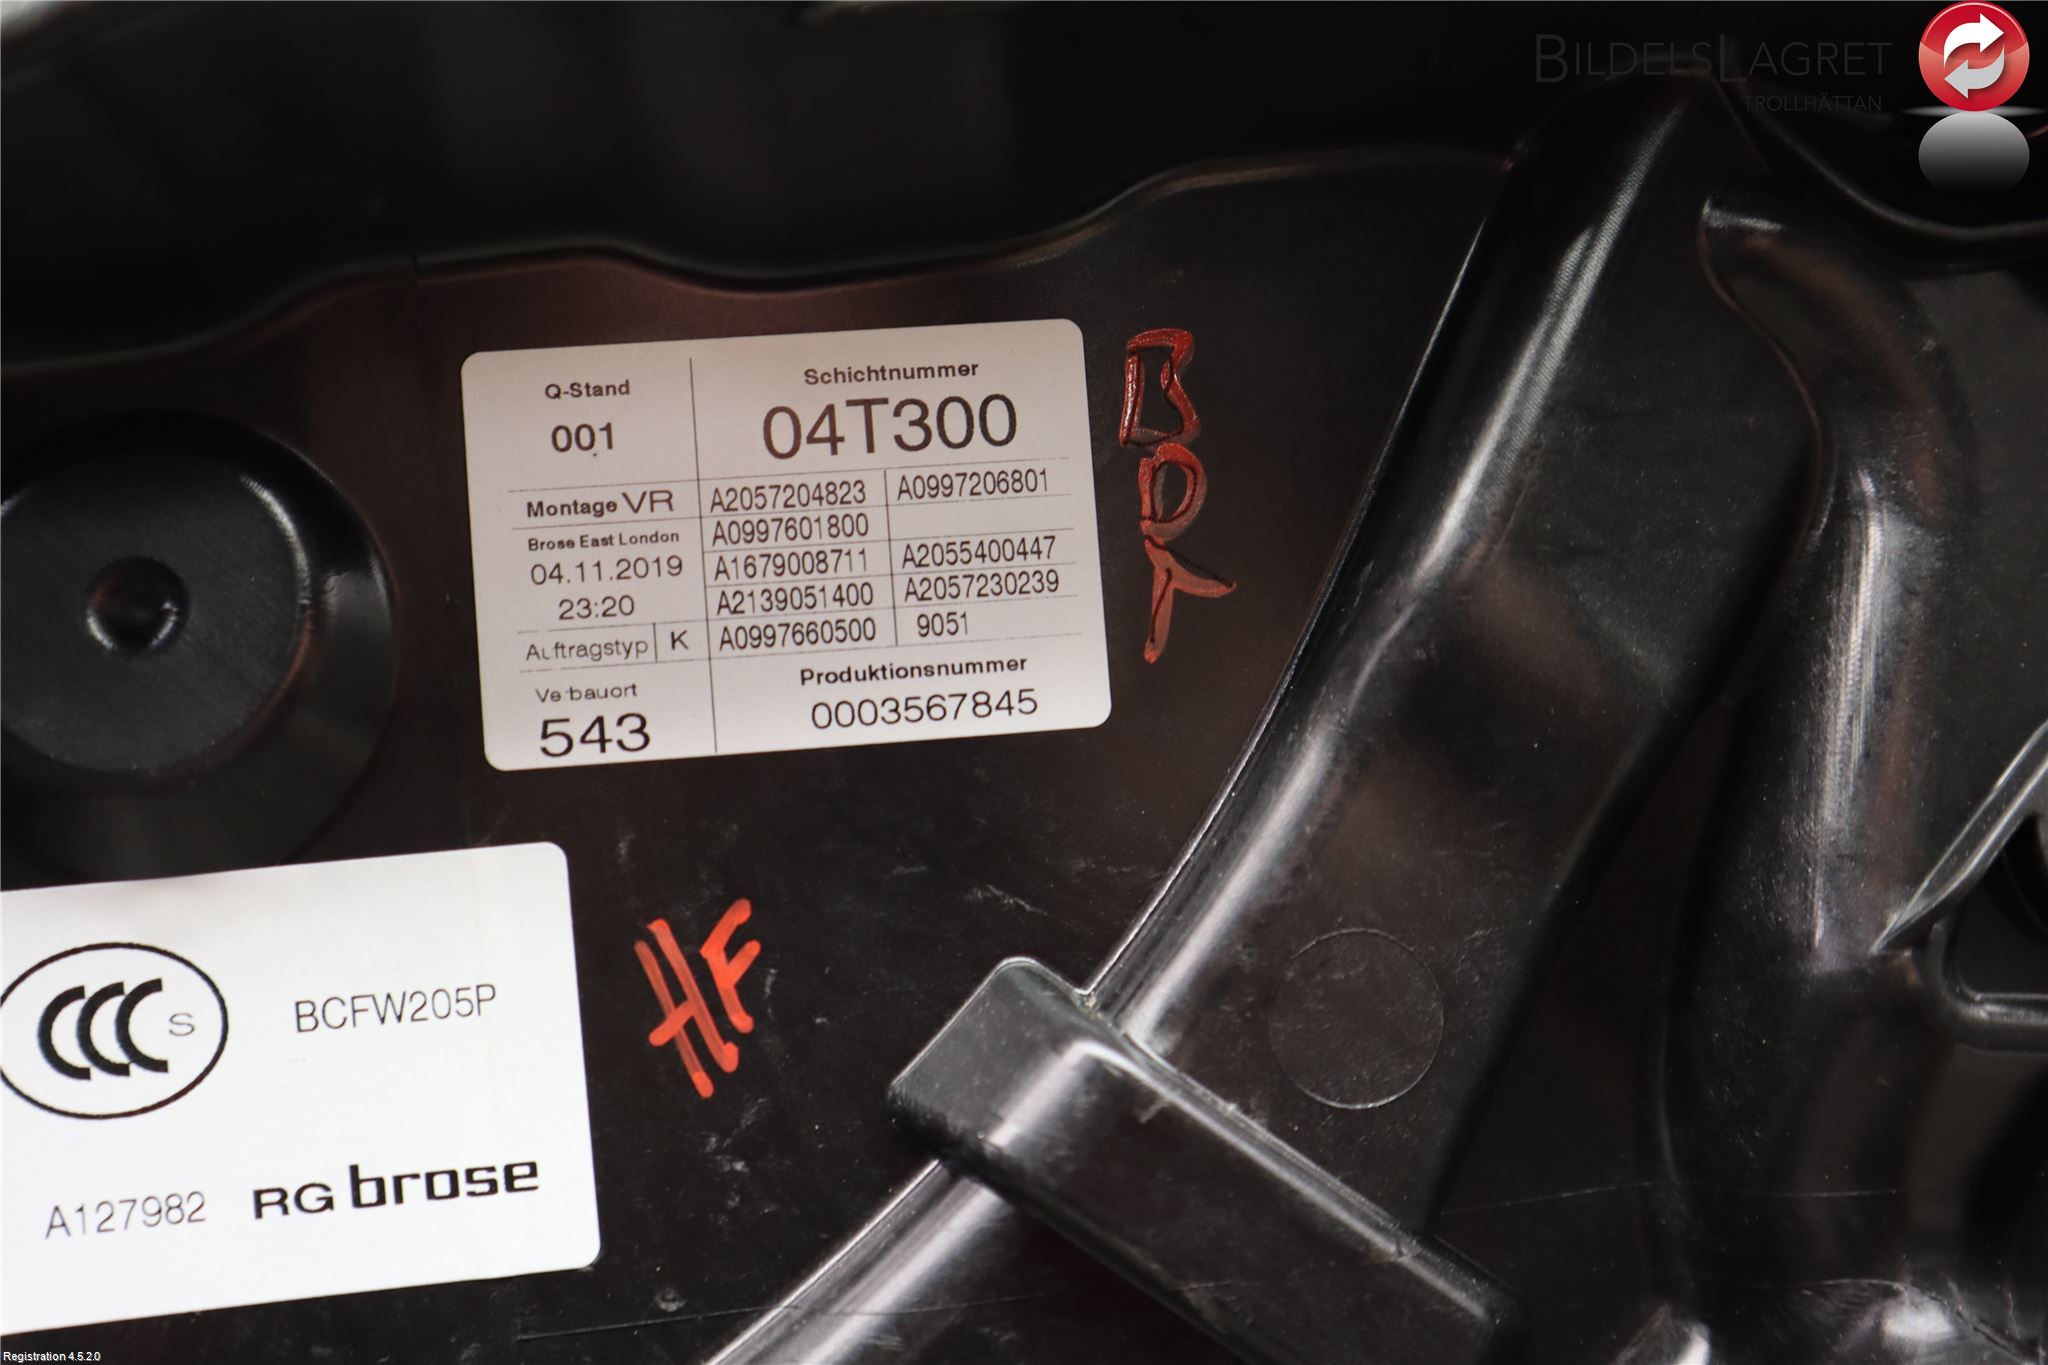 BILDELSLAGRET
TROLLHÄTTAN
Q-Stand
001
Schichtnummer
04T300
Montage VR
A2057204823
A0997206801
Brose East London
A0997601800
04.11.2019
A1679008711
A2055400447
23:20
A2139051400
A2057230239
Auftragstyp
K
A0997660500
9051
Verbauort
543
Produktionsnummer
0003567845
HF
CCC
S
BCFW205P
A127982
RG brose
Registration 4.5.2.0